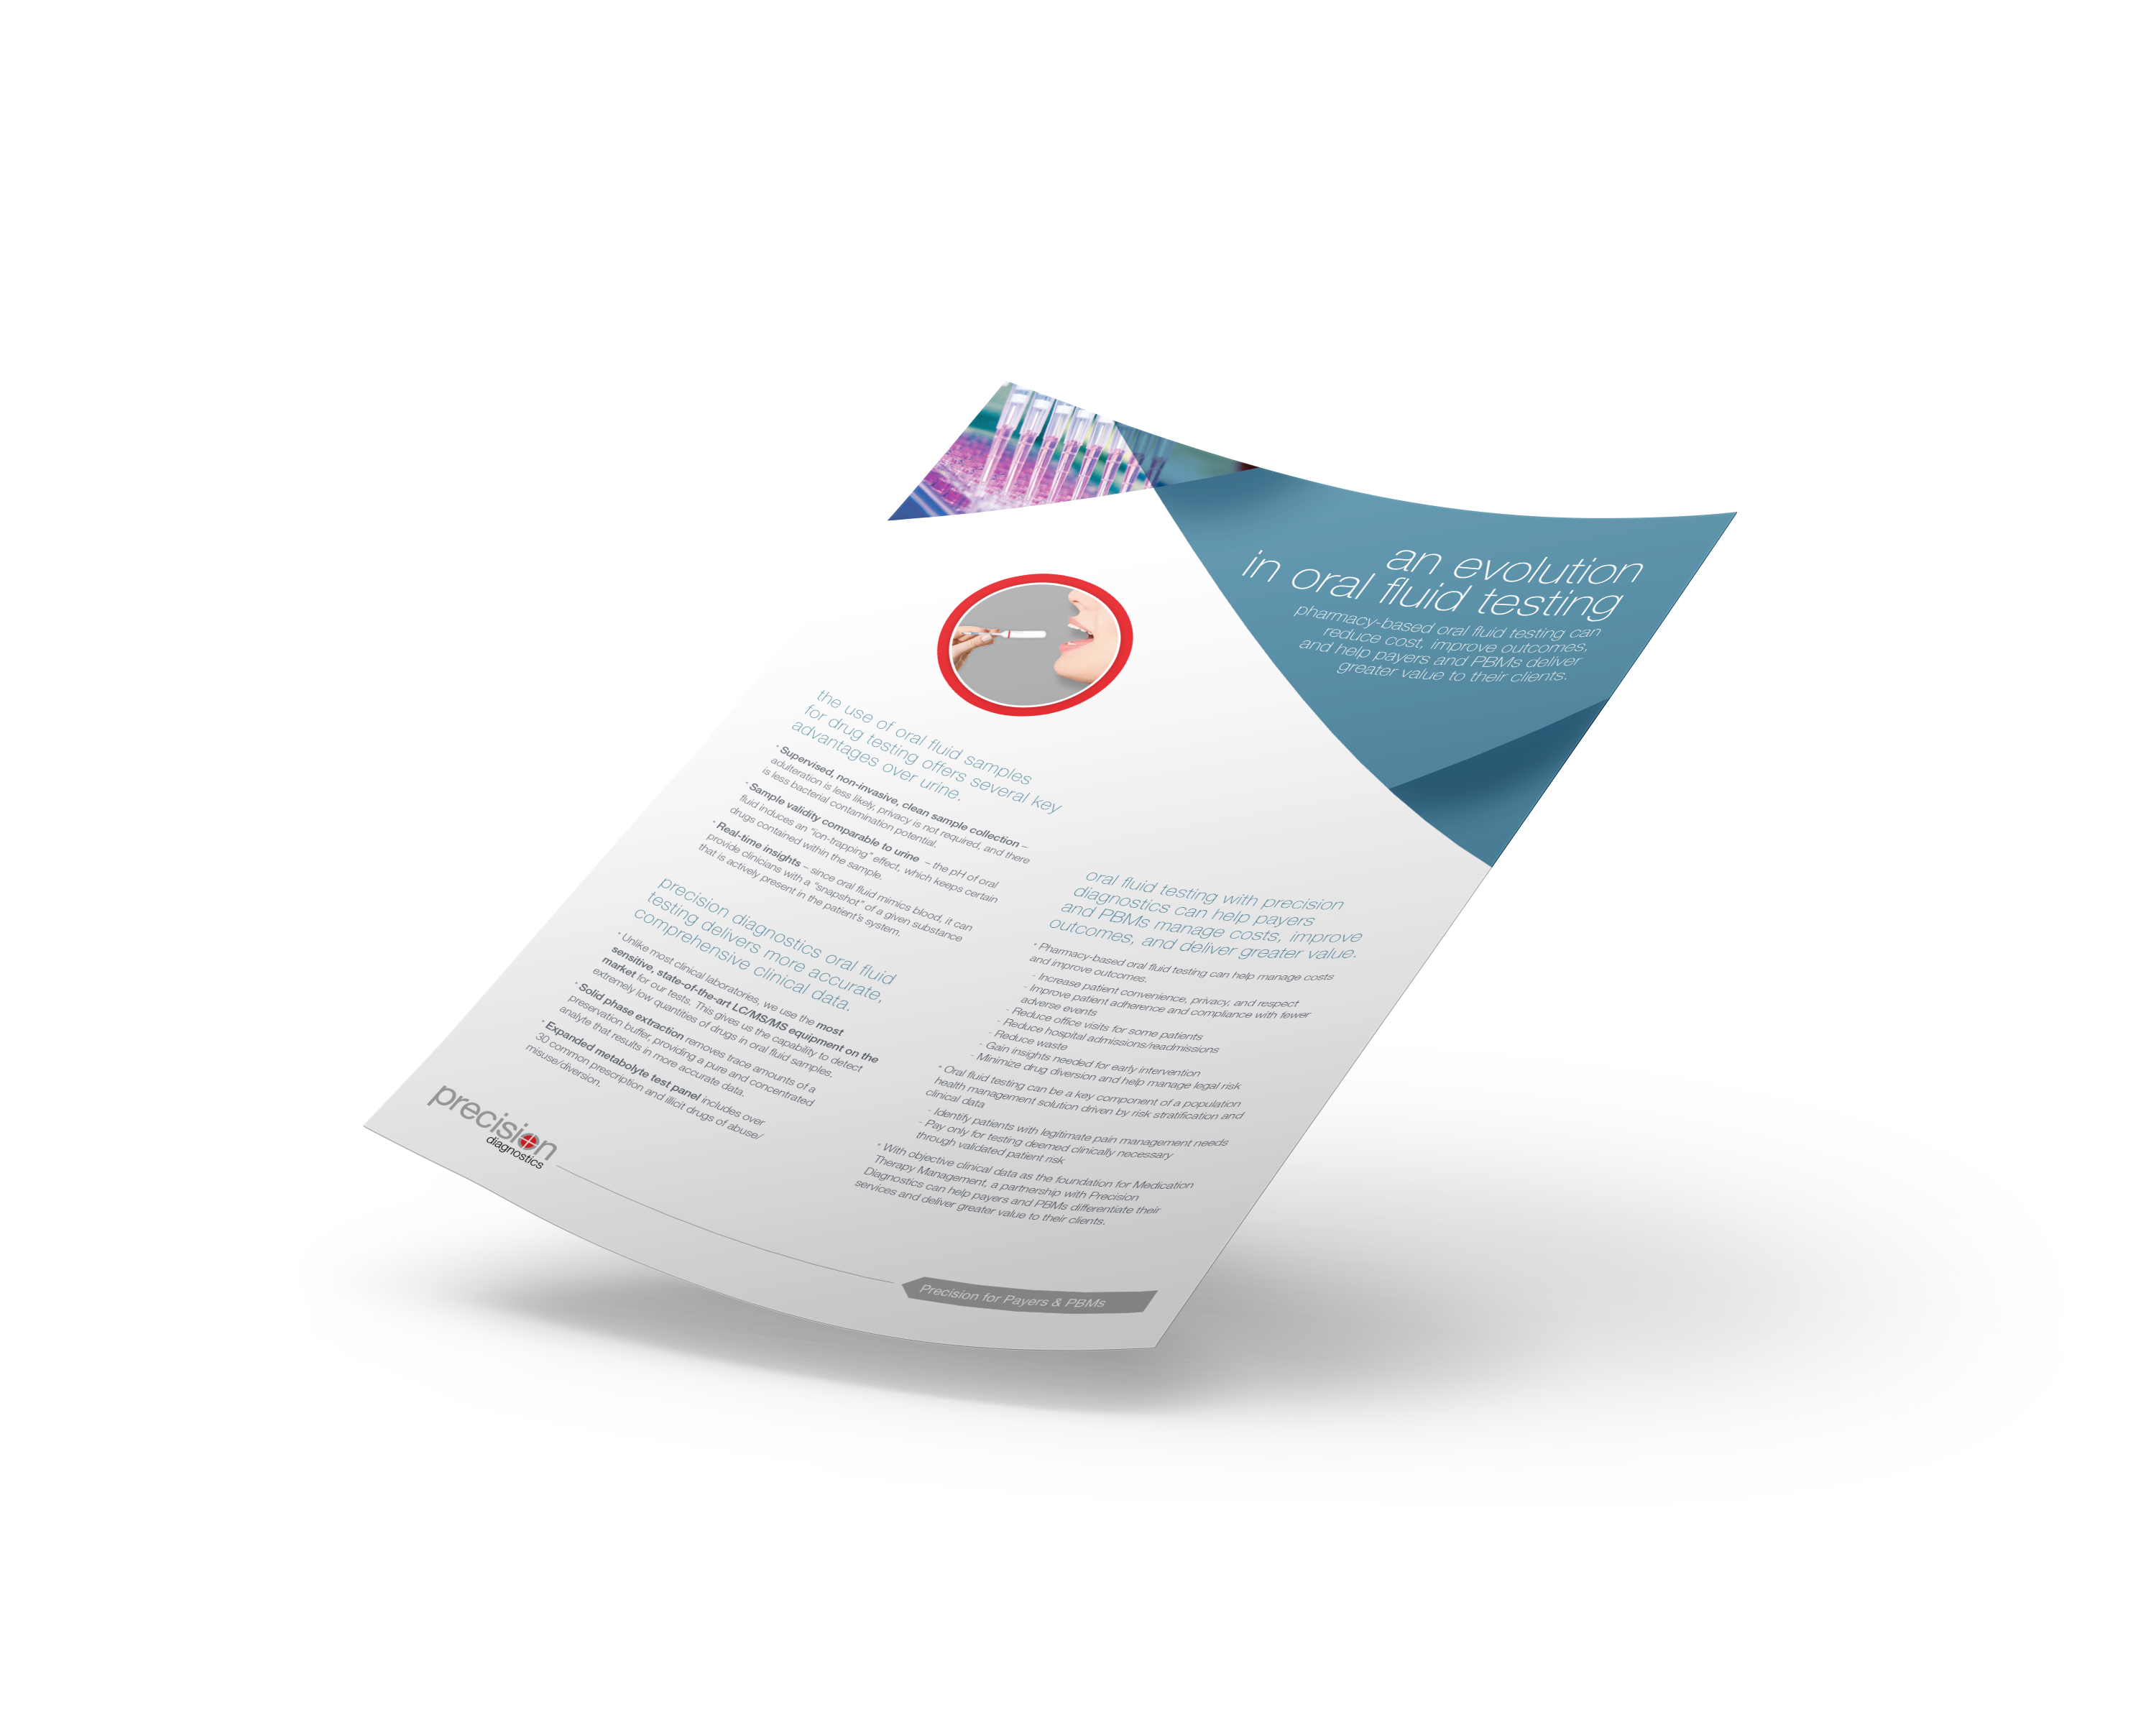 an evolution
in oral fluid testing
pharmacy-based oral fluid testing can
reduce cost, improve outcomes,
and help payers and PBMs deliver
greater value to their clients.
the use of oral fluid samples
for drug testing offers several key
advantages over urine.
• Supervised, non-invasive, clean sample collection –
adulteration is less likely, privacy is not required, and there
is less bacterial contamination potential.
• Sample validity comparable to urine – the pH of oral
fluid induces an "ion-trapping" effect, which keeps certain
drugs contained within the sample.
• Real-time insights – since oral fluid mimics blood, it can
provide clinicians with a "snapshot" of a given substance
that is actively present in the patient's system.
precision diagnostics oral fluid
testing delivers more accurate,
comprehensive clinical data.
• Unlike most clinical laboratories, we use the most
sensitive, state-of-the-art LC/MS/MS equipment on the
market for our tests. This gives us the capability to detect
extremely low quantities of drugs in oral fluid samples.
• Solid phase extraction removes trace amounts of a
preservation buffer, providing a pure and concentrated
analyte that results in more accurate data.
• Expanded metabolyte test panel includes over
30 common prescription and illicit drugs of abuse/
misuse/diversion.
oral fluid testing with precision
diagnostics can help payers
and PBMs manage costs, improve
outcomes, and deliver greater value.
• Pharmacy-based oral fluid testing can help manage costs
and improve outcomes.
- Increase patient convenience, privacy, and respect
- Improve patient adherence and compliance with fewer
adverse events
- Reduce office visits for some patients
- Reduce hospital admissions/readmissions
- Reduce waste
- Gain insights needed for early intervention
- Minimize drug diversion and help manage legal risk
• Oral fluid testing can be a key component of a population
health management solution driven by risk stratification and
clinical data
- Identify patients with legitimate pain management needs
- Pay only for testing deemed clinically necessary
through validated patient risk
• With objective clinical data as the foundation for Medication
Therapy Management, a partnership with Precision
Diagnostics can help payers and PBMs differentiate their
services and deliver greater value to their clients.
precision
diagnostics
Precision for Payers & PBMs